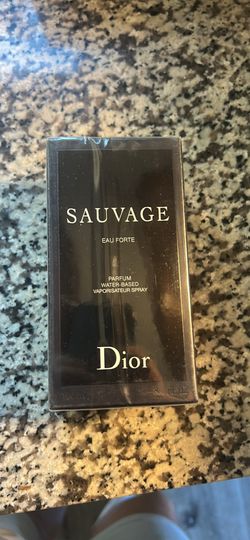 SAUVAGE
EAU FORTE
PARFUM
WATER-BASED
VAPORISATEUR SPRAY
Dior